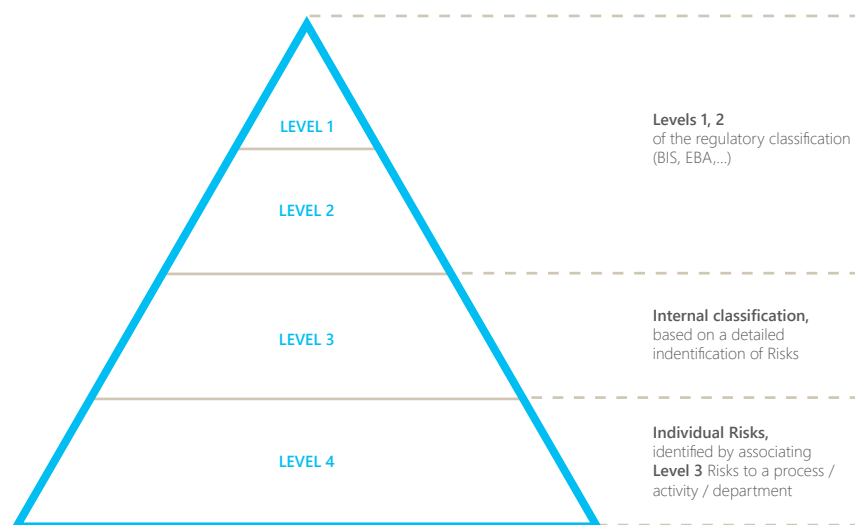 LEVEL 1
Levels 1, 2
of the regulatory classification
(BIS, EBA,...)
LEVEL 2
Internal classification,
based on a detailed
indentification of Risks
LEVEL 3
Individual Risks,
identified by associating
Level 3 Risks to a process /
activity / department
LEVEL 4